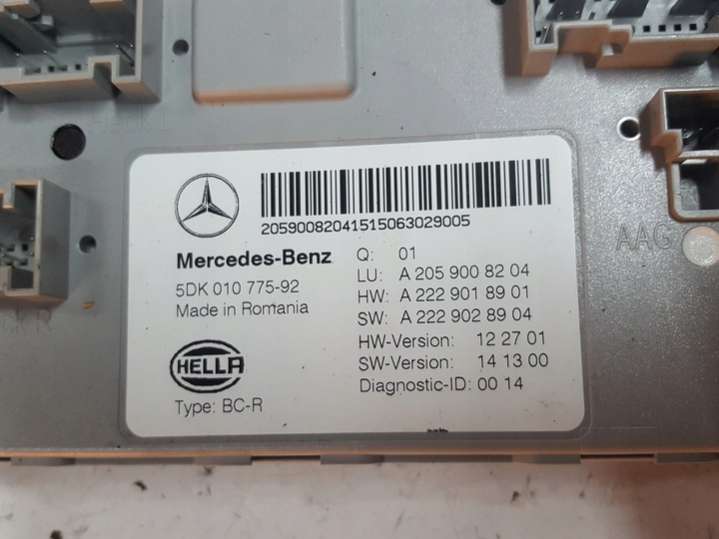 20590082041515063029005
Mercedes-Benz
5DK 010 775-92
Made in Romania
HELLA
Type: BC-R
Q: 01
LU: A 205 900 82 04
HW: A 222 901 89 01
SW: A 222 902 89 04
HW-Version: 12 27 01
SW-Version: 14 13 00
Diagnostic-ID: 00 14
AAG
R